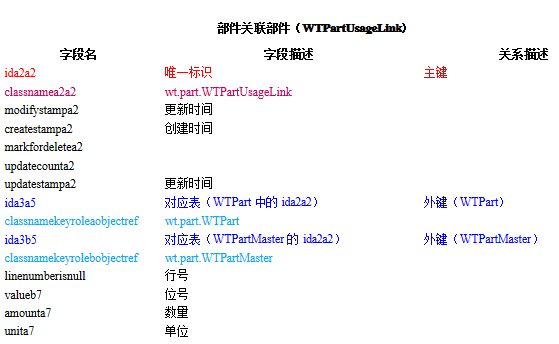 部件关联部件（WTPartUsageLink）
字段名 字段描述 关系描述
ida2a2 唯一标识 主键
classnamea2a2 wt.part.WTPartUsageLink
modifystampa2 更新时间
createstampa2 创建时间
markfordeletea2
updatecounta2
updatestampa2 更新时间
ida3a5 对应表（WTPart 中的 ida2a2） 外键（WTPart）
classnamekeyroleaobjectref wt.part.WTPart
ida3b5 对应表（WTPartMaster 的 ida2a2） 外键（WTPartMaster）
classnamekeyrolebobjectref wt.part.WTPartMaster
linenumberisnull 行号
valueb7 位号
amounta7 数量
unita7 单位